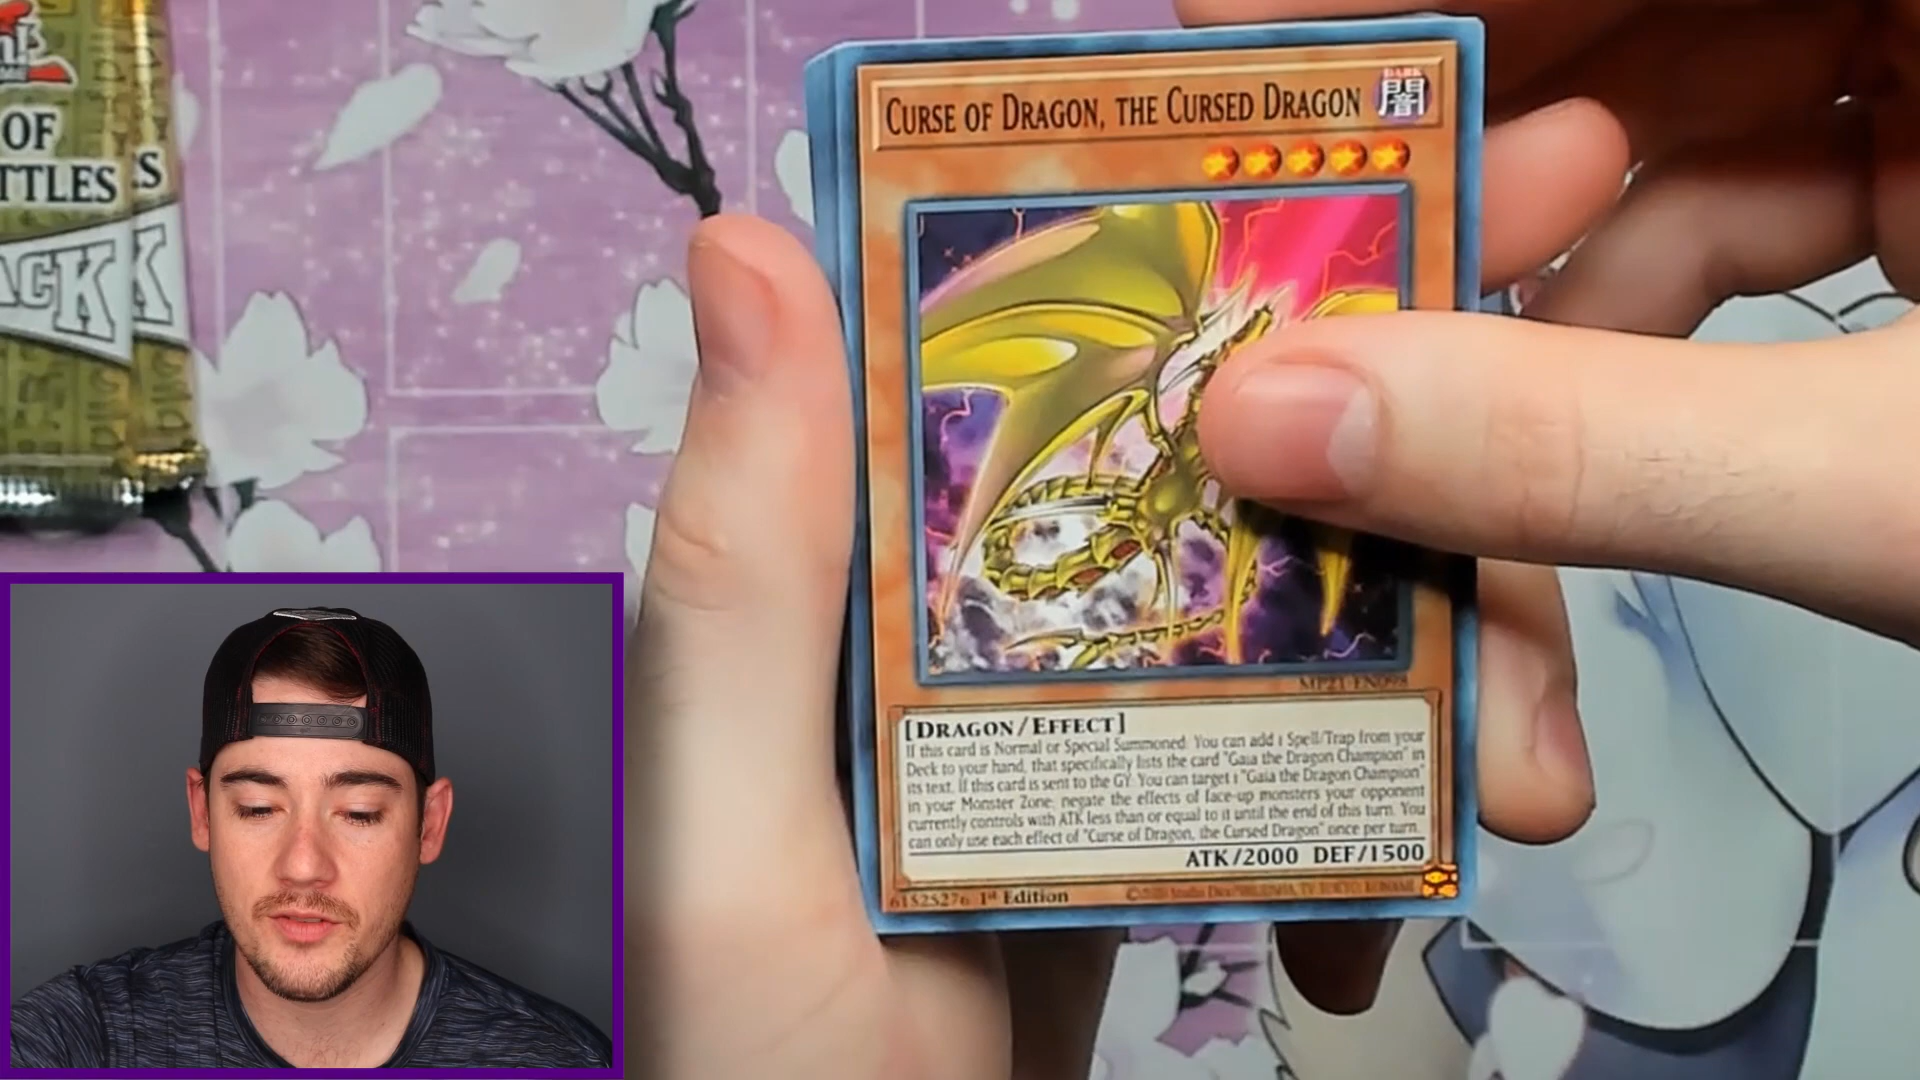 OF
TTLES
S
ACK
K
CURSE OF DRAGON, THE CURSED DRAGON
DARK
闇
MP21-EN098
[DRAGON/EFFECT]
If this card is Normal or Special Summoned: You can add 1 Spell/Trap from your
Deck to your hand, that specifically lists the card "Gaia the Dragon Champion" in
its text. If this card is sent to the GY: You can target 1 "Gaia the Dragon Champion"
in your Monster Zone; negate the effects of face-up monsters your opponent
currently controls with ATK less than or equal to it until the end of this turn. You
can only use each effect of "Curse of Dragon, the Cursed Dragon" once per turn.
ATK/2000 DEF/1500
61525276 1st Edition